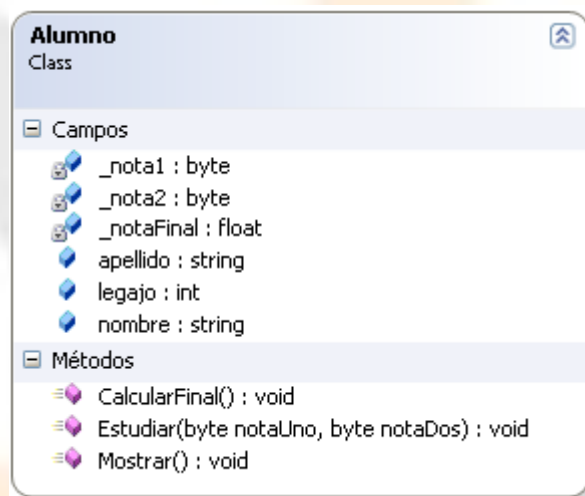 Alumno
Class
Campos
_nota1 : byte
_nota2 : byte
_notaFinal : float
apellido : string
legajo : int
nombre : string
Métodos
CalcularFinal() : void
Estudiar(byte notaUno, byte notaDos) : void
Mostrar() : void